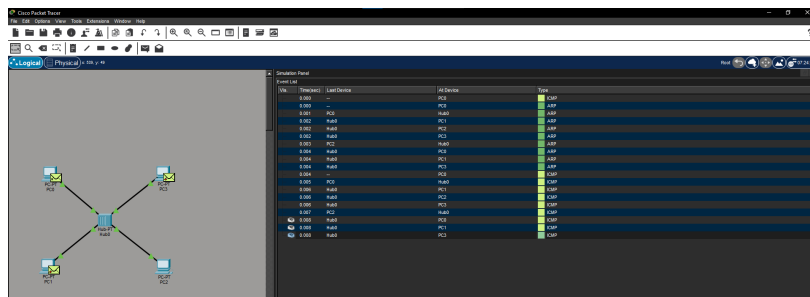 Cisco Packet Tracer
File Edit Options View Tools Extensions Window Help
Logical Physical x: 539, y: 49 Root 07:24
Simulation Panel
Event List
Vis. Time(sec) Last Device At Device Type
0.000 -- PC0 ICMP
0.000 -- PC0 ARP
0.001 PC0 Hub0 ARP
0.002 Hub0 PC1 ARP
0.002 Hub0 PC2 ARP
0.002 Hub0 PC3 ARP
0.003 PC2 Hub0 ARP
0.004 Hub0 PC0 ARP
0.004 Hub0 PC1 ARP
0.004 Hub0 PC3 ARP
0.004 -- PC0 ICMP
0.005 PC0 Hub0 ICMP
0.006 Hub0 PC1 ICMP
0.006 Hub0 PC2 ICMP
0.006 Hub0 PC3 ICMP
0.007 PC2 Hub0 ICMP
0.008 Hub0 PC0 ICMP
0.008 Hub0 PC1 ICMP
0.008 Hub0 PC3 ICMP
PC-PT
PC0
PC-PT
PC3
Hub-PT
Hub0
PC-PT
PC1
PC-PT
PC2